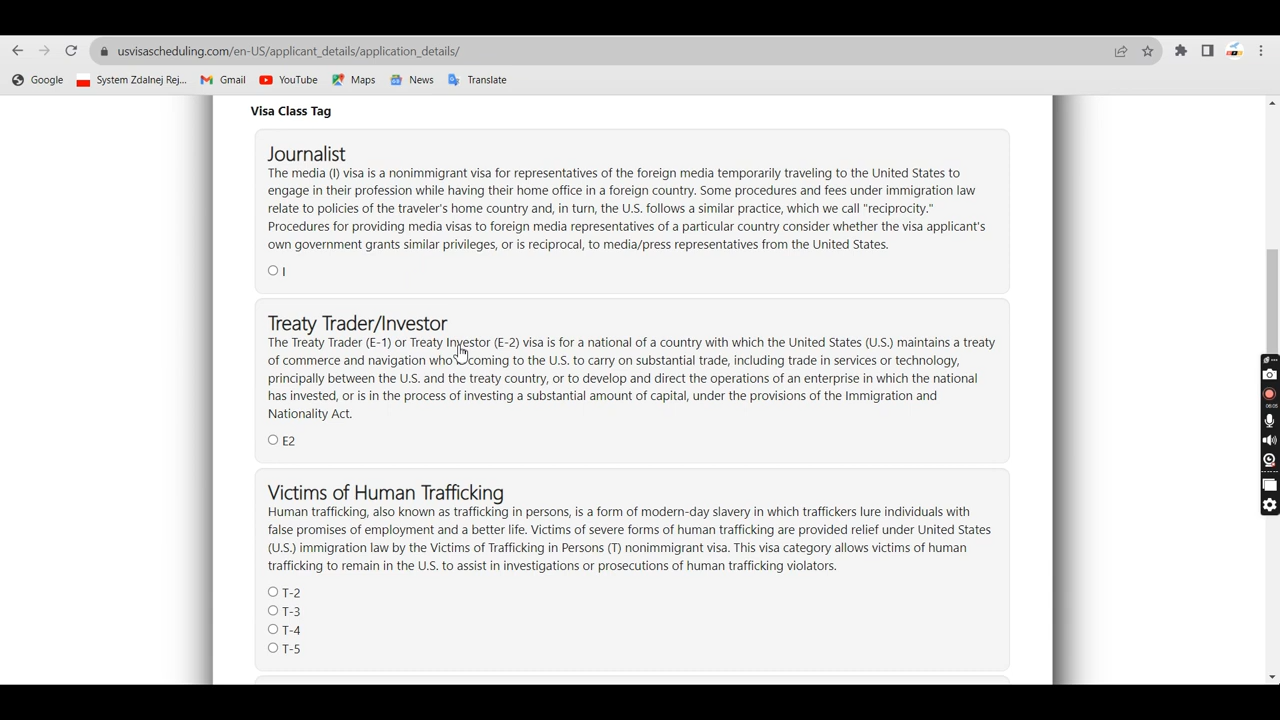 usvisascheduling.com/en-US/applicant_details/application_details/
Google System Zdalnej Rej... Gmail YouTube Maps News Translate
Visa Class Tag
Journalist
The media (I) visa is a nonimmigrant visa for representatives of the foreign media temporarily traveling to the United States to
engage in their profession while having their home office in a foreign country. Some procedures and fees under immigration law
relate to policies of the traveler's home country and, in turn, the U.S. follows a similar practice, which we call "reciprocity."
Procedures for providing media visas to foreign media representatives of a particular country consider whether the visa applicant's
own government grants similar privileges, or is reciprocal, to media/press representatives from the United States.
I
Treaty Trader/Investor
The Treaty Trader (E-1) or Treaty Investor (E-2) visa is for a national of a country with which the United States (U.S.) maintains a treaty
of commerce and navigation who's coming to the U.S. to carry on substantial trade, including trade in services or technology,
principally between the U.S. and the treaty country, or to develop and direct the operations of an enterprise in which the national
has invested, or is in the process of investing a substantial amount of capital, under the provisions of the Immigration and
Nationality Act.
E2
Victims of Human Trafficking
Human trafficking, also known as trafficking in persons, is a form of modern-day slavery in which traffickers lure individuals with
false promises of employment and a better life. Victims of severe forms of human trafficking are provided relief under United States
(U.S.) immigration law by the Victims of Trafficking in Persons (T) nonimmigrant visa. This visa category allows victims of human
trafficking to remain in the U.S. to assist in investigations or prosecutions of human trafficking violators.
T-2
T-3
T-4
T-5